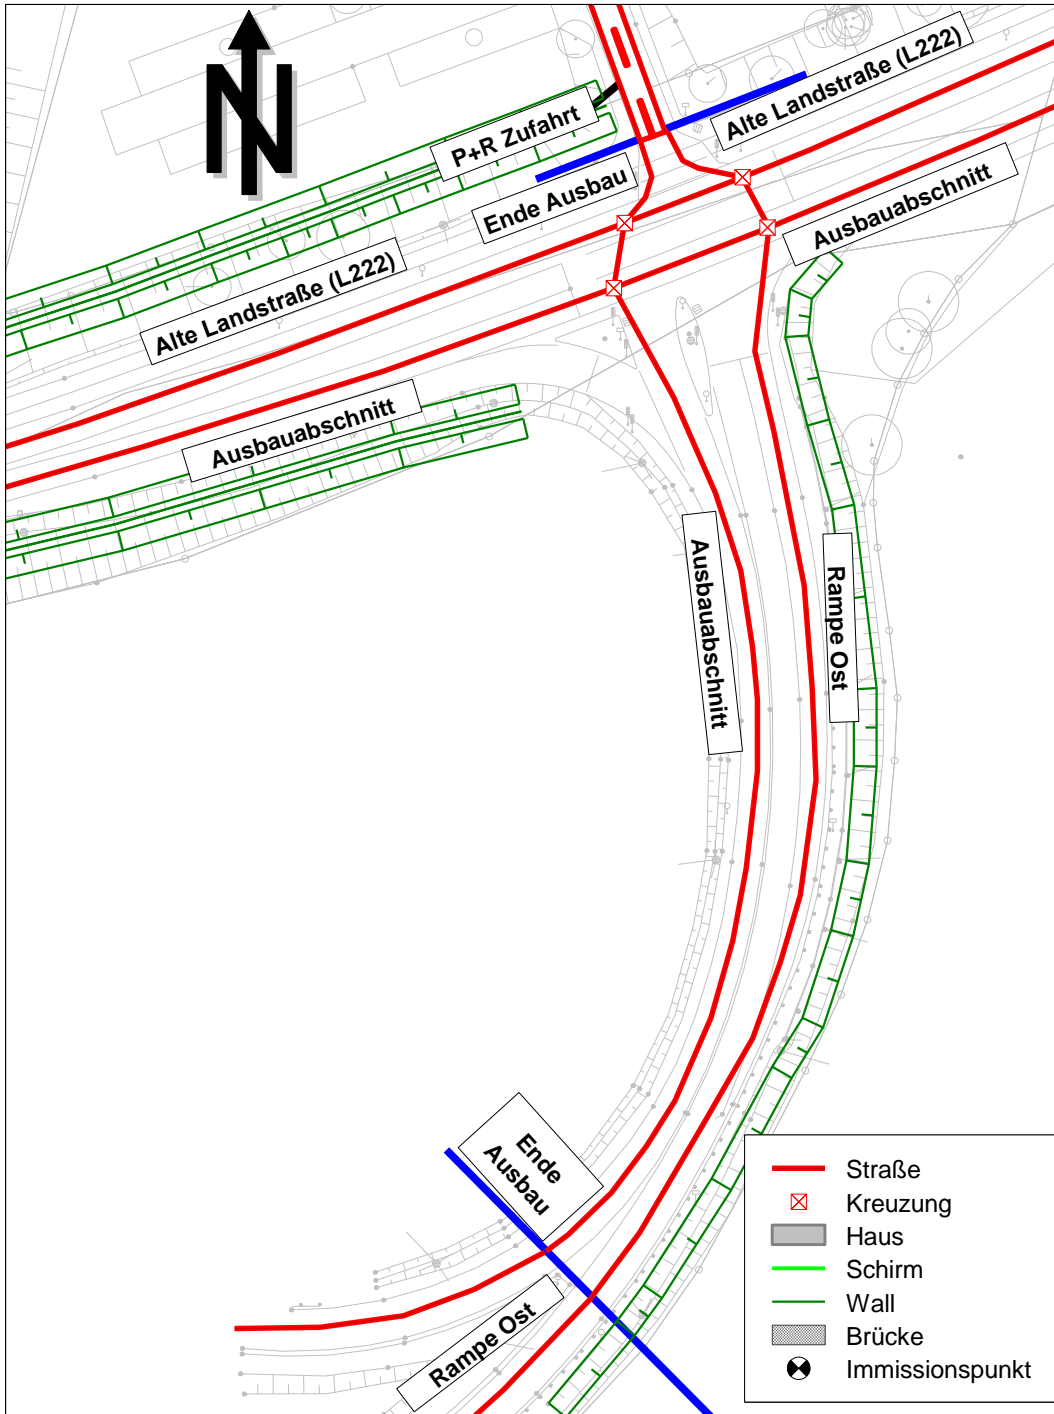 N
Alte Landstraße (L222)
P+R Zufahrt
Ende Ausbau
Ausbauabschnitt
Alte Landstraße (L222)
Ausbauabschnitt
Ausbauabschnitt
Rampe Ost
Ende
Ausbau
Rampe Ost
Straße
Kreuzung
Haus
Schirm
Wall
Brücke
Immissionspunkt